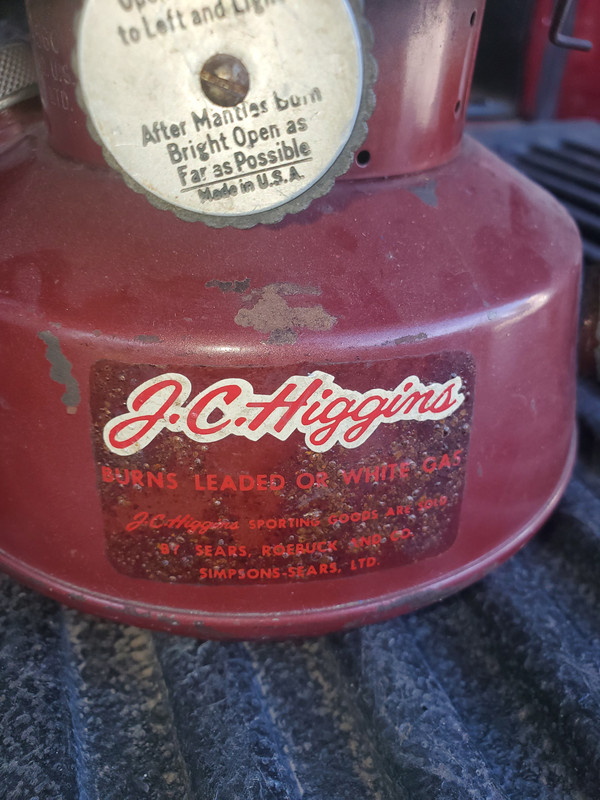 to Left and Light
After Mantles Burn
Bright Open as
Far as Possible
Made in U.S.A.
J.C. Higgins
BURNS LEADED OR WHITE GAS
J.C. Higgins SPORTING GOODS ARE SOLD
BY SEARS, ROEBUCK AND CO.
SIMPSONS-SEARS, LTD.